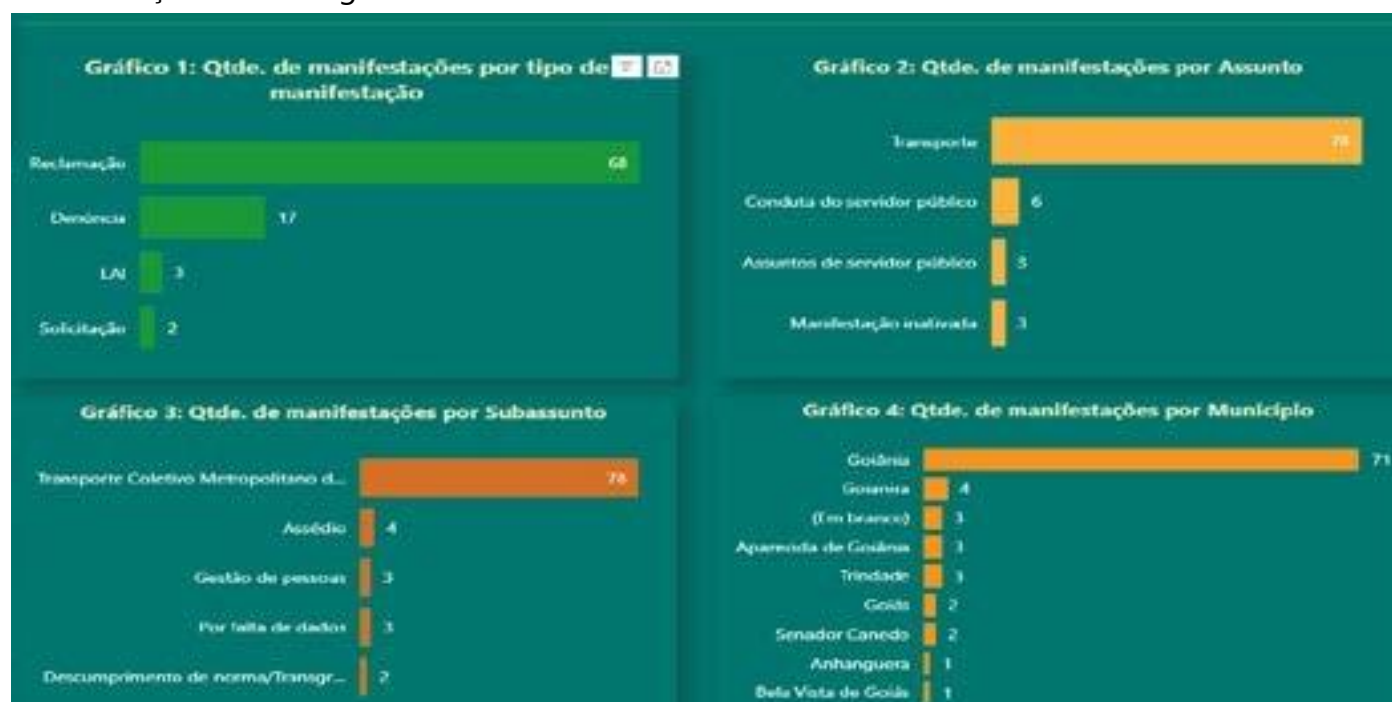 Gráfico 1: Qtde. de manifestações por tipo de
manifestação
Reclamação 68
Denúncia 17
LAI 3
Solicitação 2
Gráfico 2: Qtde. de manifestações por Assunto
Transporte 78
Conduta do servidor público 6
Assuntos de servidor público 3
Manifestação inativada 3
Gráfico 3: Qtde. de manifestações por Subassunto
Transporte Coletivo Metropolitano d... 78
Assédio 4
Gestão de pessoas 3
Por falta de dados 3
Descumprimento de norma/Transgr... 2
Gráfico 4: Qtde. de manifestações por Município
Goiânia 71
Goianira 4
(Em branco) 3
Aparecida de Goiânia 3
Trindade 3
Goiás 2
Senador Canedo 2
Anhanguera 1
Bela Vista de Goiás 1